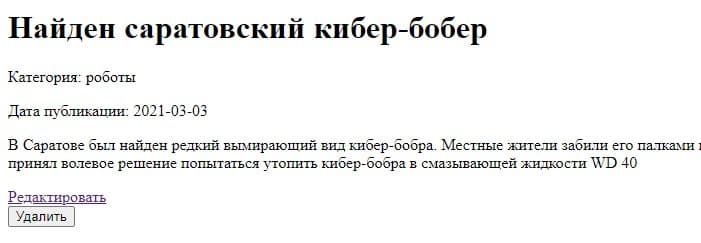 Найден саратовский кибер-бобер
Категория: роботы
Дата публикации: 2021-03-03
В Саратове был найден редкий вымирающий вид кибер-бобра. Местные жители забили его палками
принял волевое решение попытаться утопить кибер-бобра в смазывающей жидкости WD 40
Редактировать
Удалить